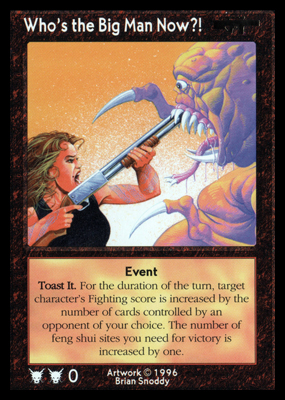 Who's the Big Man Now?!
Event
Toast It. For the duration of the turn, target
character's Fighting score is increased by the
number of cards controlled by an
opponent of your choice. The number of
feng shui sites you need for victory is
increased by one.
0
Artwork © 1996
Brian Snoddy